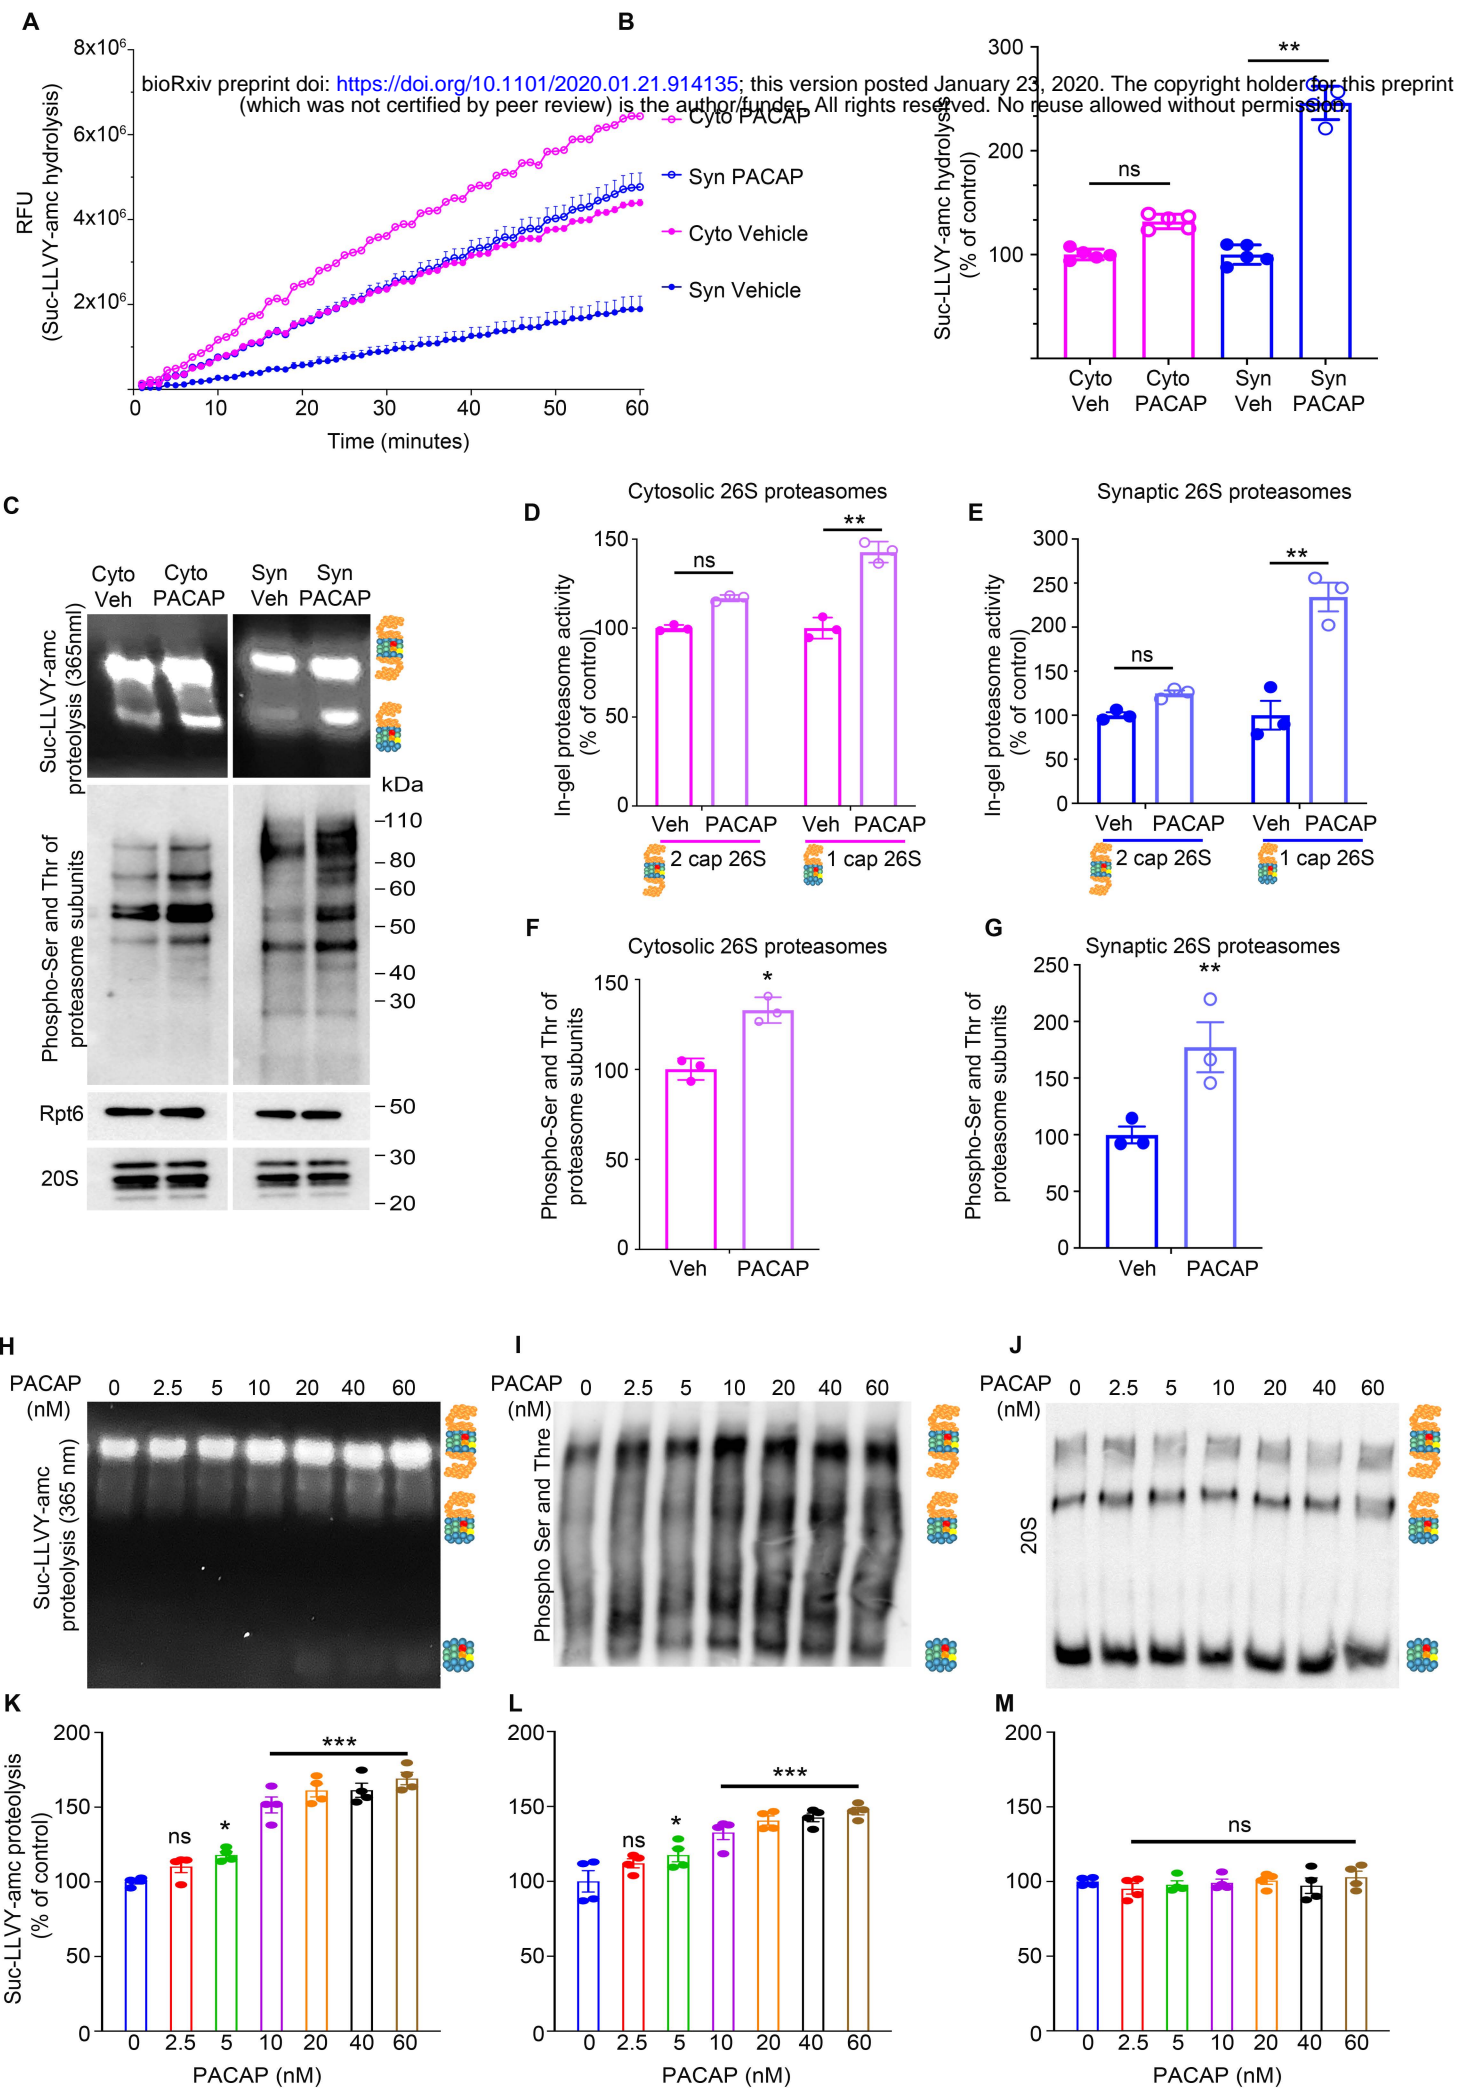 A
B
bioRxiv preprint doi: https://doi.org/10.1101/2020.01.21.914135; this version posted January 23, 2020. The copyright holder for this preprint
(which was not certified by peer review) is the author/funder. All rights reserved. No reuse allowed without permission.
RFU
(Suc-LLVY-amc hydrolysis)
8x10⁶
6x10⁶
4x10⁶
2x10⁶
0 10 20 30 40 50 60
Time (minutes)
Cyto PACAP
Syn PACAP
Cyto Vehicle
Syn Vehicle
Suc-LLVY-amc hydrolysis
(% of control)
300
200
100
ns
**
Cyto Veh
Cyto PACAP
Syn Veh
Syn PACAP
C
Cyto Veh
Cyto PACAP
Syn Veh
Syn PACAP
Suc-LLVY-amc
proteolysis (365nml)
Phospho-Ser and Thr of
proteasome subunits
kDa
110
80
60
50
40
30
Rpt6
50
20S
30
20
D
Cytosolic 26S proteasomes
In-gel proteasome activity
(% of control)
150
100
50
0
ns
**
Veh PACAP Veh PACAP
2 cap 26S 1 cap 26S
E
Synaptic 26S proteasomes
In-gel proteasome activity
(% of control)
300
250
200
150
100
50
0
ns
**
Veh PACAP Veh PACAP
2 cap 26S 1 cap 26S
F
Cytosolic 26S proteasomes
Phospho-Ser and Thr of
proteasome subunits
150
100
50
0
*
Veh PACAP
G
Synaptic 26S proteasomes
Phospho-Ser and Thr of
proteasome subunits
250
200
150
100
50
0
**
Veh PACAP
H
PACAP 0 2.5 5 10 20 40 60
(nM)
Suc-LLVY-amc
proteolysis (365 nm)
I
PACAP 0 2.5 5 10 20 40 60
(nM)
Phospho Ser and Thre
J
PACAP 0 2.5 5 10 20 40 60
(nM)
20S
K
Suc-LLVY-amc proteolysis
(% of control)
200
150
100
50
0
ns
*
***
0 2.5 5 10 20 40 60
PACAP (nM)
L
200
150
100
50
0
ns
*
***
0 2.5 5 10 20 40 60
PACAP (nM)
M
200
150
100
50
0
ns
0 2.5 5 10 20 40 60
PACAP (nM)